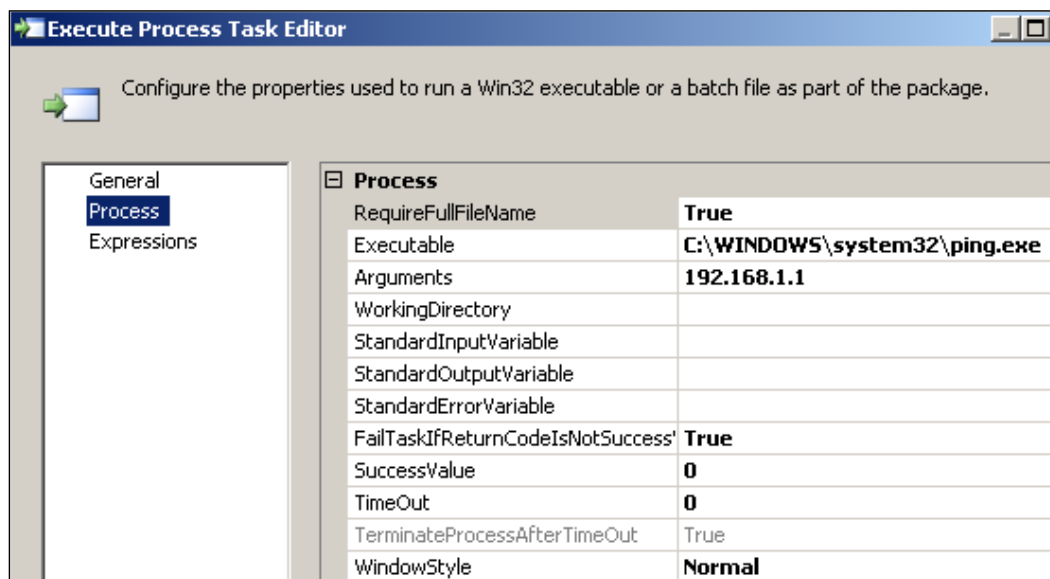 Execute Process Task Editor
Configure the properties used to run a Win32 executable or a batch file as part of the package.
General
Process
Expressions
Process
RequireFullFileName True
Executable C:\WINDOWS\system32\ping.exe
Arguments 192.168.1.1
WorkingDirectory
StandardInputVariable
StandardOutputVariable
StandardErrorVariable
FailTaskIfReturnCodeIsNotSuccess' True
SuccessValue 0
TimeOut 0
TerminateProcessAfterTimeOut True
WindowStyle Normal